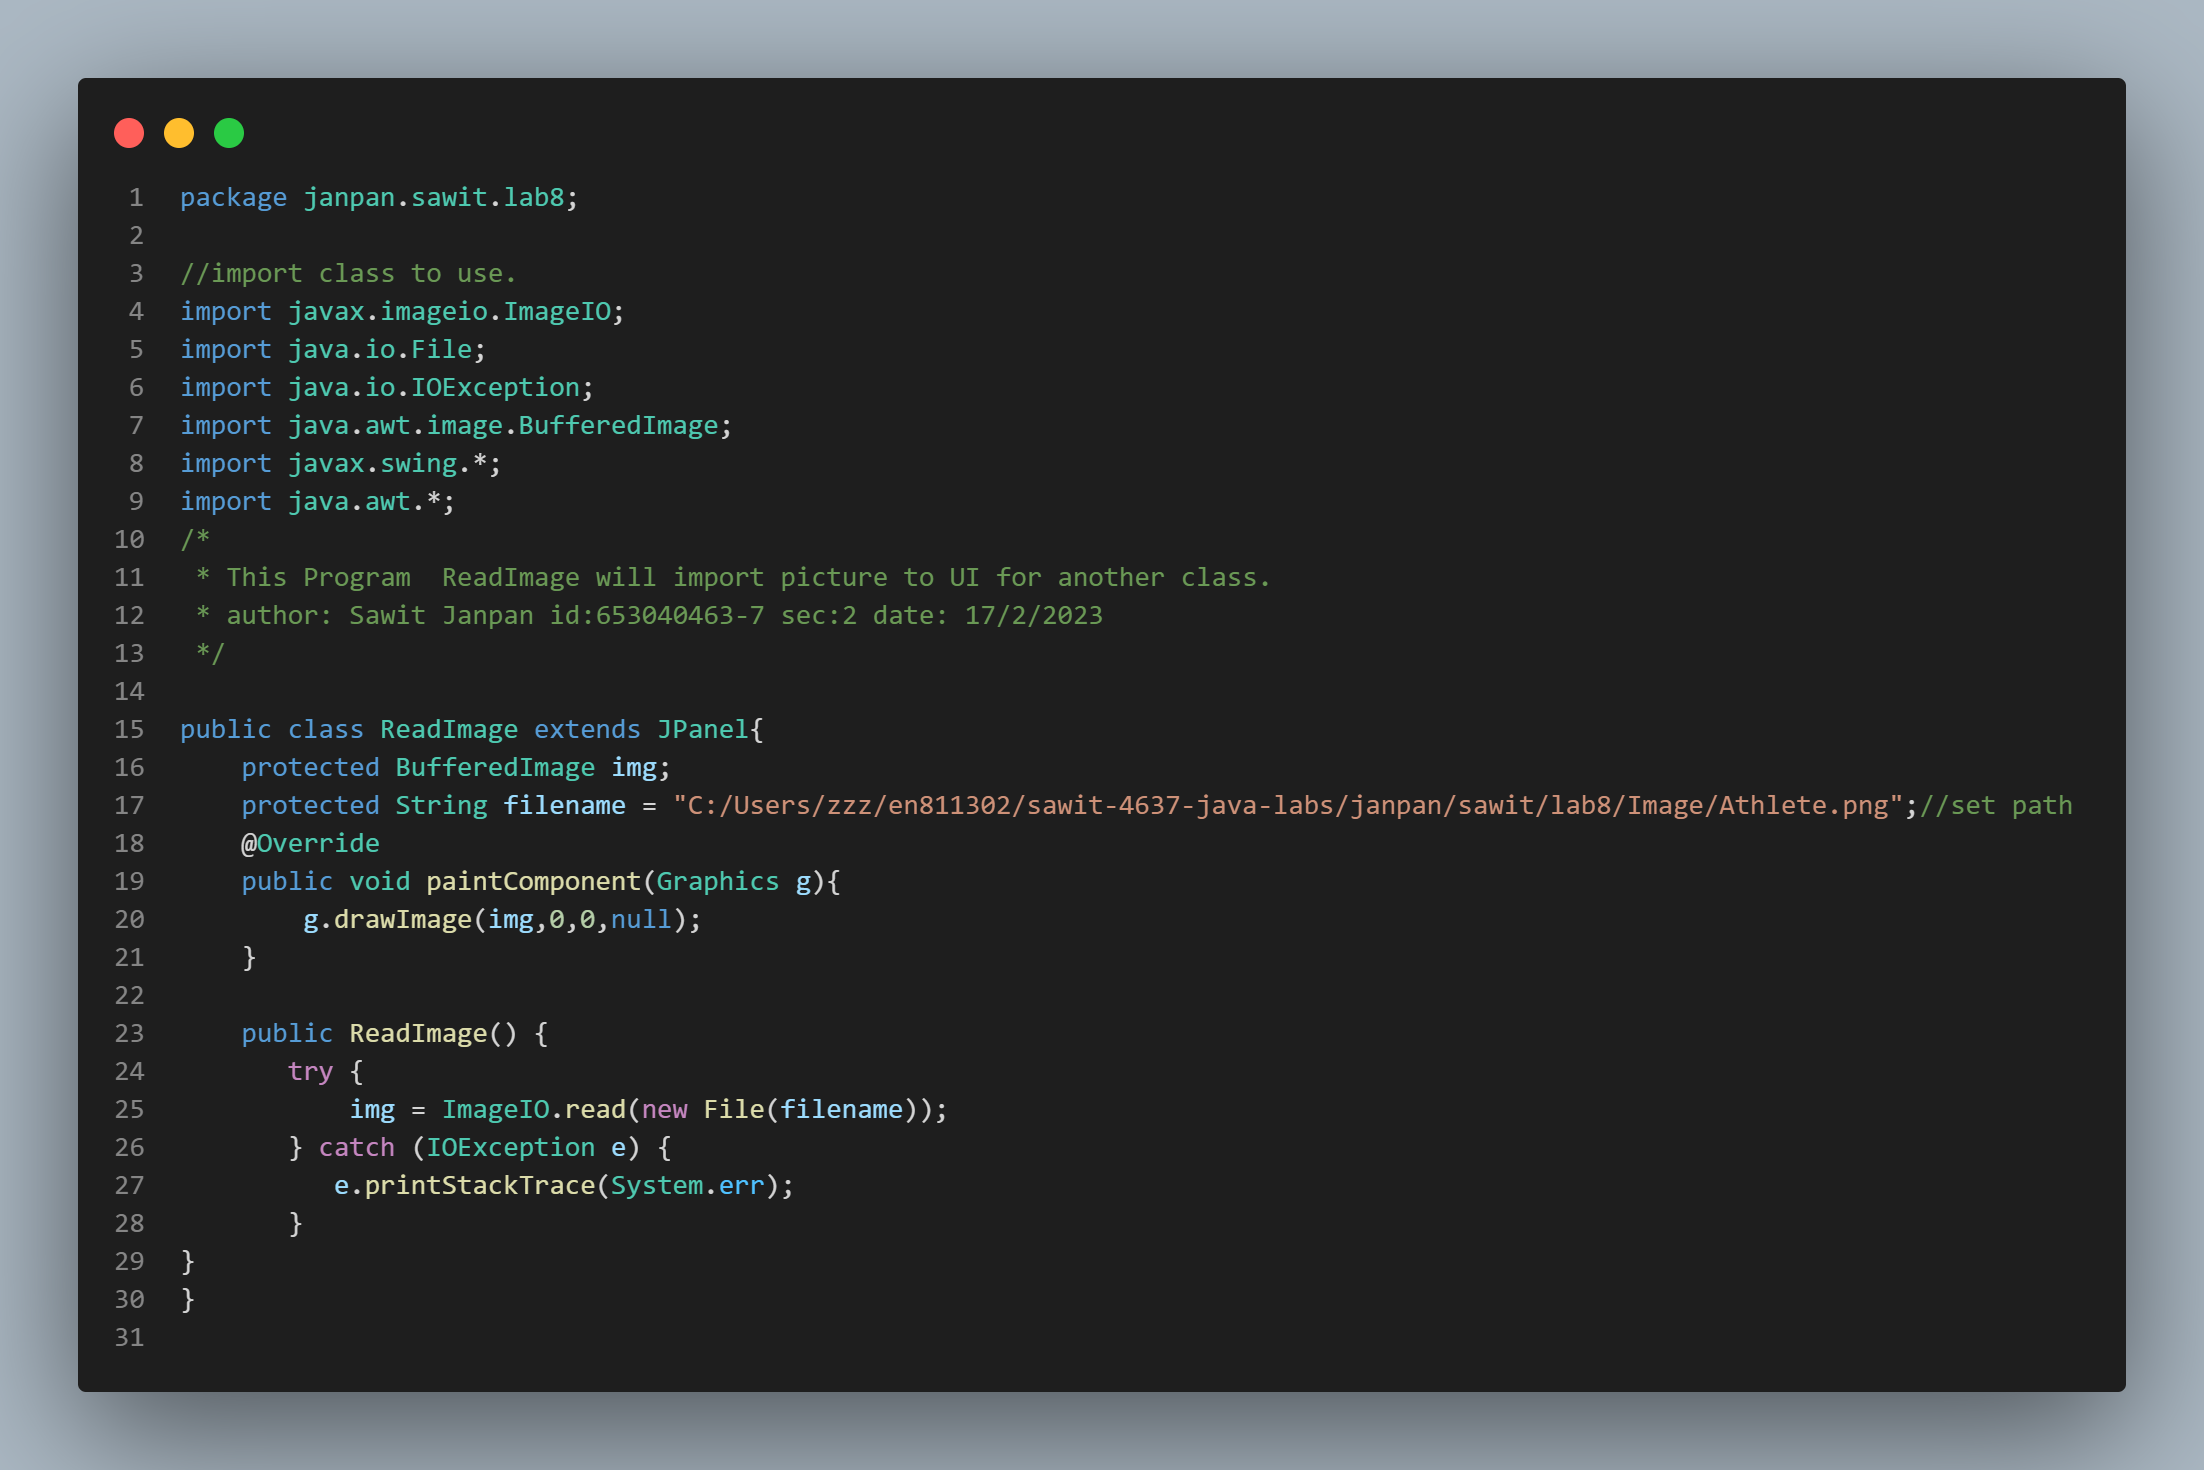 1 package janpan.sawit.lab8;
2
3 //import class to use.
4 import javax.imageio.ImageIO;
5 import java.io.File;
6 import java.io.IOException;
7 import java.awt.image.BufferedImage;
8 import javax.swing.*;
9 import java.awt.*;
10 /*
11  * This Program  ReadImage will import picture to UI for another class.
12  * author: Sawit Janpan id:653040463-7 sec:2 date: 17/2/2023
13  */
14
15 public class ReadImage extends JPanel{
16     protected BufferedImage img;
17     protected String filename = "C:/Users/zzz/en811302/sawit-4637-java-labs/janpan/sawit/lab8/Image/Athlete.png";//set path
18     @Override
19     public void paintComponent(Graphics g){
20         g.drawImage(img,0,0,null);
21     }
22
23     public ReadImage() {
24        try {
25            img = ImageIO.read(new File(filename));
26        } catch (IOException e) {
27           e.printStackTrace(System.err);
28        }
29 }
30 }
31